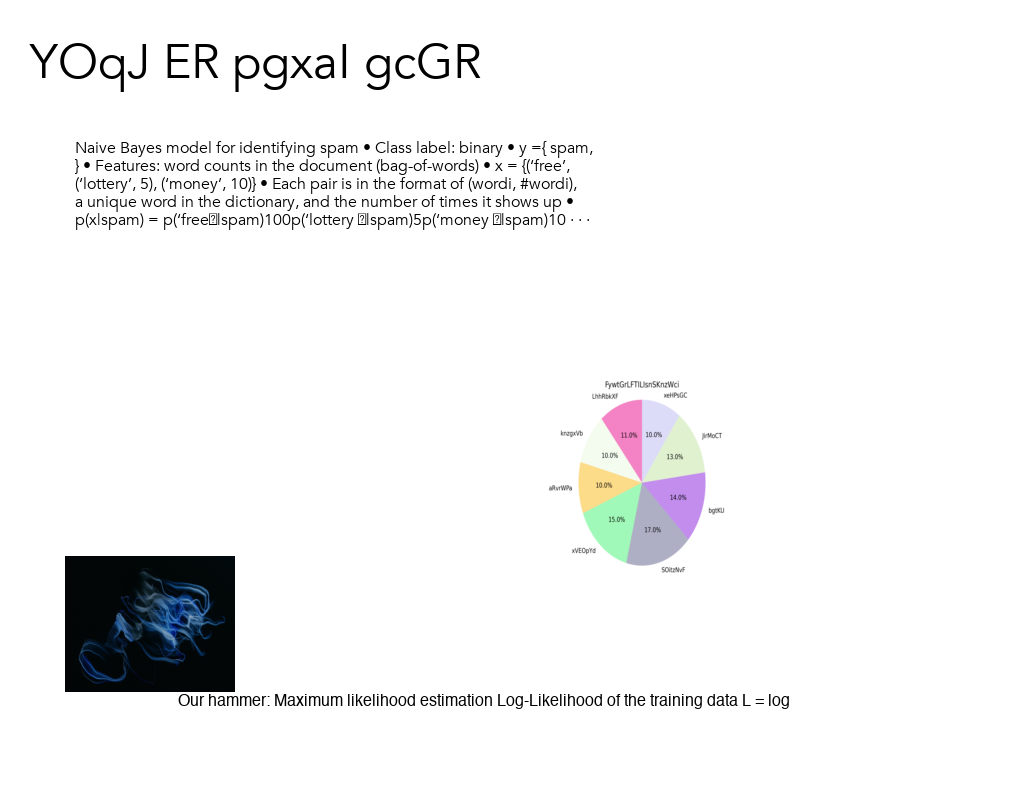 YOqJ ER pgxaI gcGR
Naive Bayes model for identifying spam • Class label: binary • y ={ spam,
} • Features: word counts in the document (bag-of-words) • x = {(‘free’,
(‘lottery’, 5), (‘money’, 10)} • Each pair is in the format of (wordi, #wordi),
a unique word in the dictionary, and the number of times it shows up •
p(x|spam) = p(‘free|spam)100p(‘lottery |spam)5p(‘money |spam)10 · · ·
LhhRbkXF
xeHPsGC
knzgxVb
JirMoCT
11.0%
10.0%
10.0%
13.0%
aRvrWPa
10.0%
14.0%
bgtKU
15.0%
17.0%
xVEOpYd
SOitzNvF
Our hammer: Maximum likelihood estimation Log-Likelihood of the training data L = log